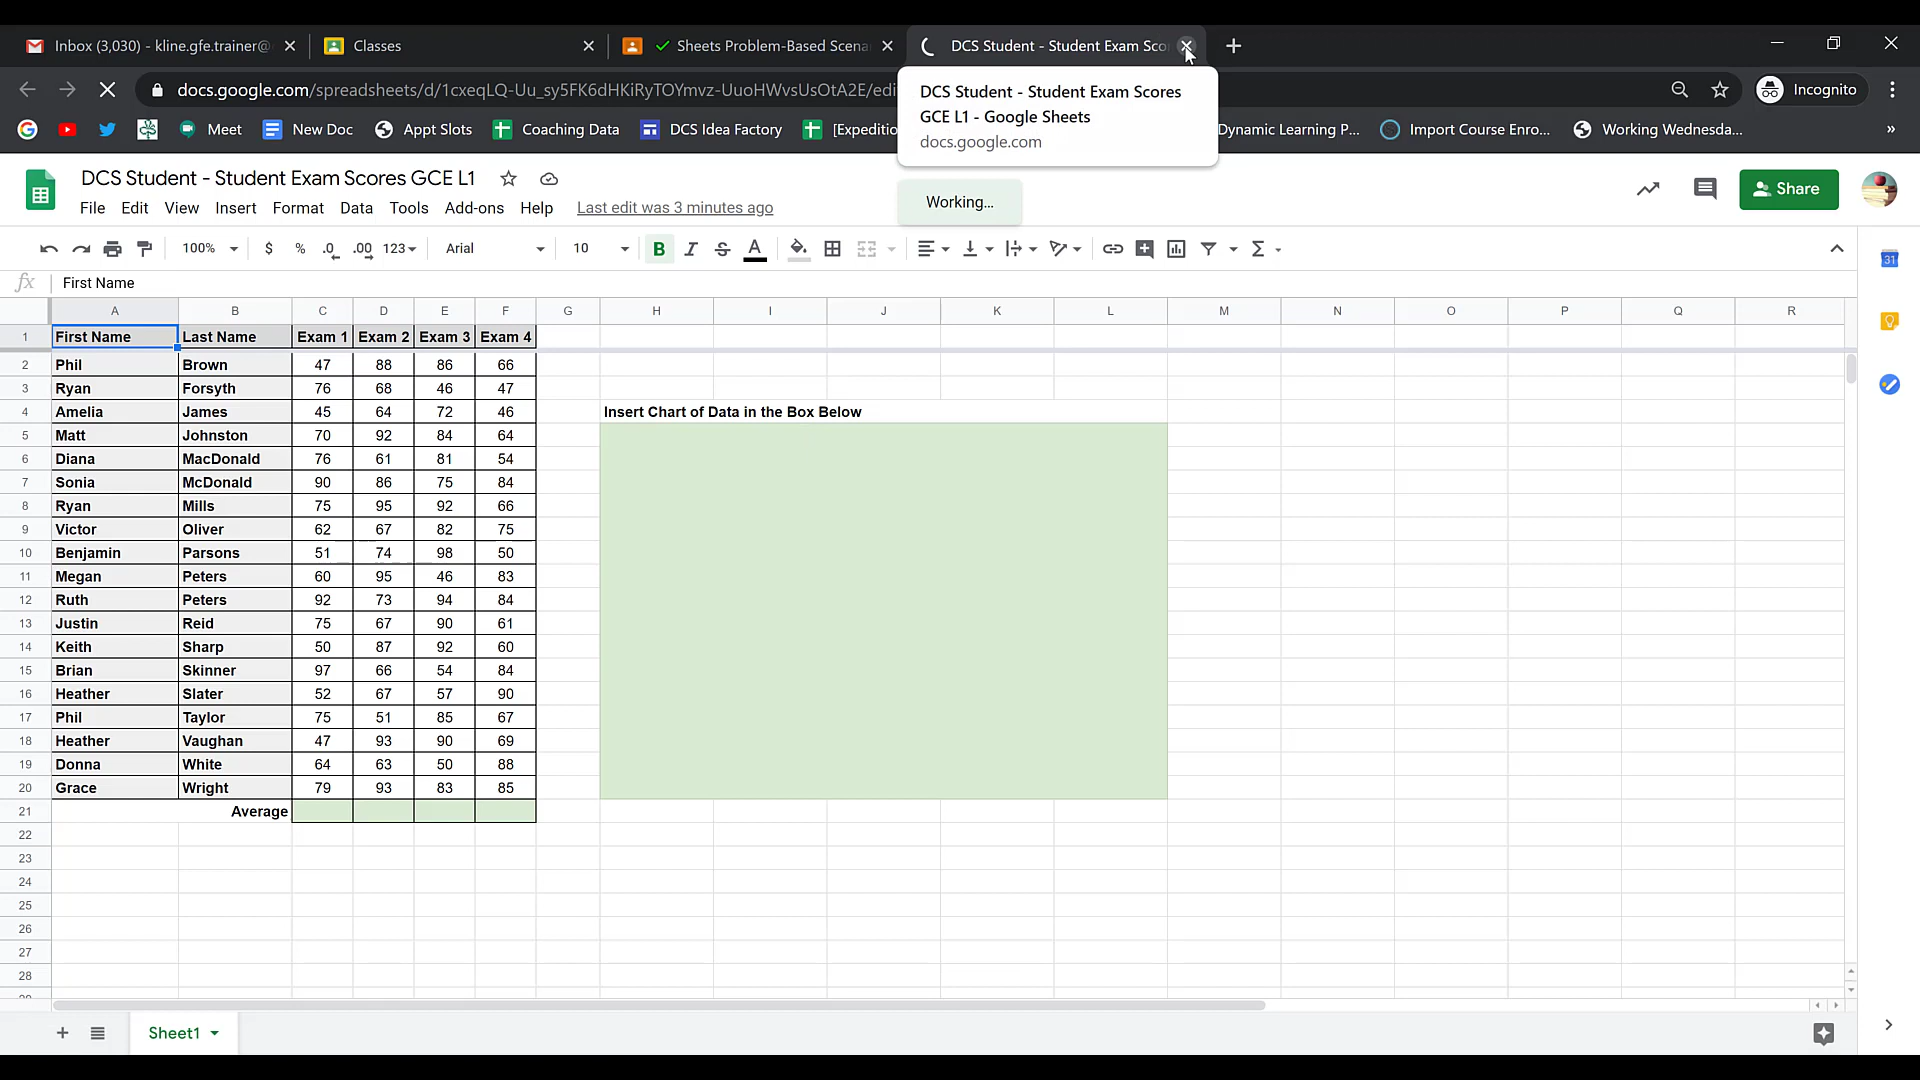 Inbox (3,030) - kline.gfe.trainer@
Classes
Sheets Problem-Based Scena
DCS Student - Student Exam Sco
docs.google.com/spreadsheets/d/1cxeqLQ-Uu_sy5FK6dHKiRyTOYmvz-UuoHWvsUsOtA2E/edi
Incognito
DCS Student - Student Exam Scores
GCE L1 - Google Sheets
docs.google.com
Meet
New Doc
Appt Slots
Coaching Data
DCS Idea Factory
[Expeditio
Dynamic Learning P...
Import Course Enro...
Working Wednesda...
»
DCS Student - Student Exam Scores GCE L1
Working...
Share
File Edit View Insert Format Data Tools Add-ons Help Last edit was 3 minutes ago
100% $ % .0 .00 123 Arial 10 B I S A Σ
31
fx First Name
A B C D E F G H I J K L M N O P Q R
1 First Name Last Name Exam 1 Exam 2 Exam 3 Exam 4
2 Phil Brown 47 88 86 66
3 Ryan Forsyth 76 68 46 47
4 Amelia James 45 64 72 46 Insert Chart of Data in the Box Below
5 Matt Johnston 70 92 84 64
6 Diana MacDonald 76 61 81 54
7 Sonia McDonald 90 86 75 84
8 Ryan Mills 75 95 92 66
9 Victor Oliver 62 67 82 75
10 Benjamin Parsons 51 74 98 50
11 Megan Peters 60 95 46 83
12 Ruth Peters 92 73 94 84
13 Justin Reid 75 67 90 61
14 Keith Sharp 50 87 92 60
15 Brian Skinner 97 66 54 84
16 Heather Slater 52 67 57 90
17 Phil Taylor 75 51 85 67
18 Heather Vaughan 47 93 90 69
19 Donna White 64 63 50 88
20 Grace Wright 79 93 83 85
21 Average
22
23
24
25
26
27
28
Sheet1